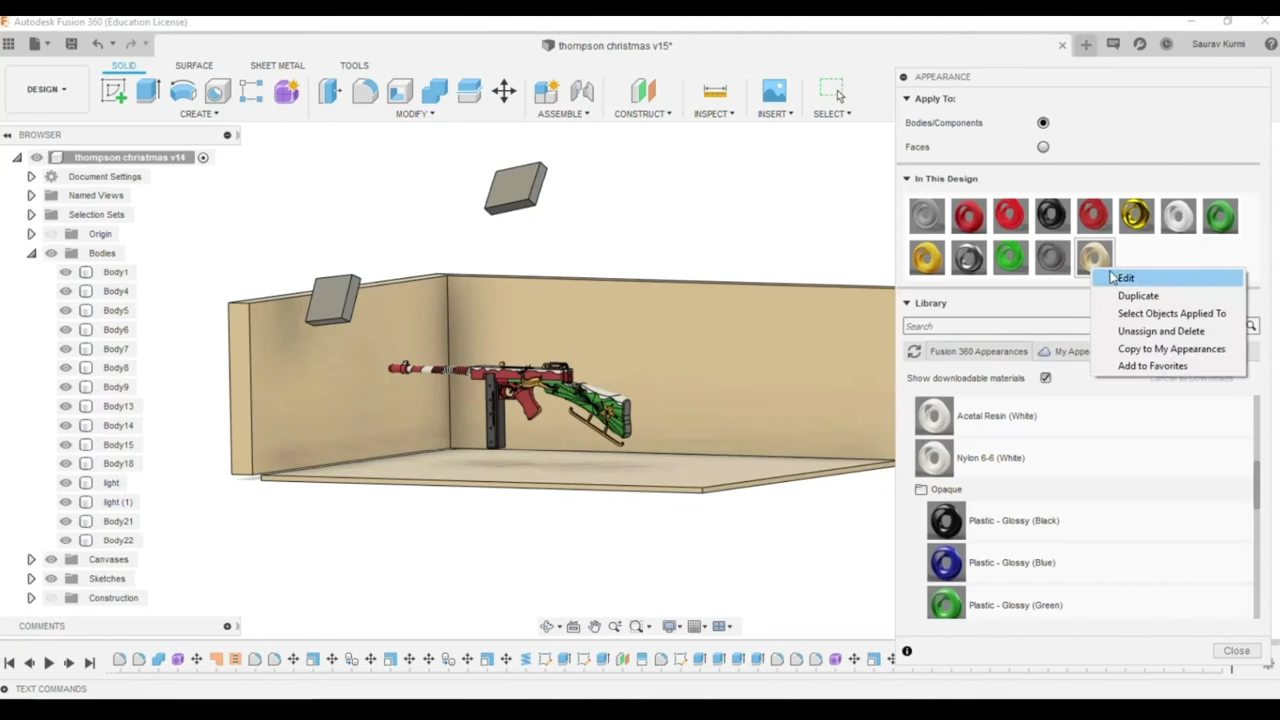 Autodesk Fusion 360 (Education License)
thompson christmas v15*
Saurav Kurmi
DESIGN
SOLID
SURFACE
SHEET METAL
TOOLS
CREATE
MODIFY
ASSEMBLE
CONSTRUCT
INSPECT
INSERT
SELECT
BROWSER
thompson christmas v14
Document Settings
Named Views
Selection Sets
Origin
Bodies
Body1
Body4
Body5
Body6
Body7
Body8
Body9
Body13
Body14
Body15
Body18
light
light (1)
Body21
Body22
Canvases
Sketches
Construction
COMMENTS
APPEARANCE
Apply To:
Bodies/Components
Faces
In This Design
Edit
Duplicate
Select Objects Applied To
Unassign and Delete
Copy to My Appearances
Add to Favorites
Library
Search
Fusion 360 Appearances
My Appe
Show downloadable materials
Acetal Resin (White)
Nylon 6-6 (White)
Opaque
Plastic - Glossy (Black)
Plastic - Glossy (Blue)
Plastic - Glossy (Green)
Close
TEXT COMMANDS